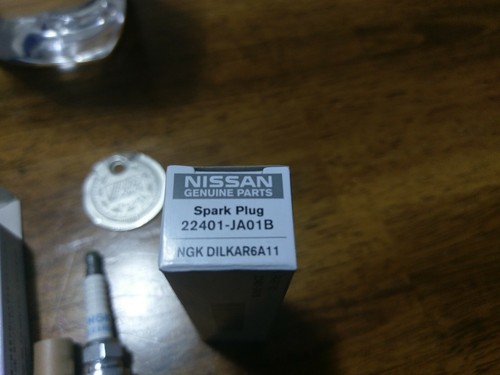 NISSAN
GENUINE PARTS
Spark Plug
22401-JA01B
NGK DILKAR6A11